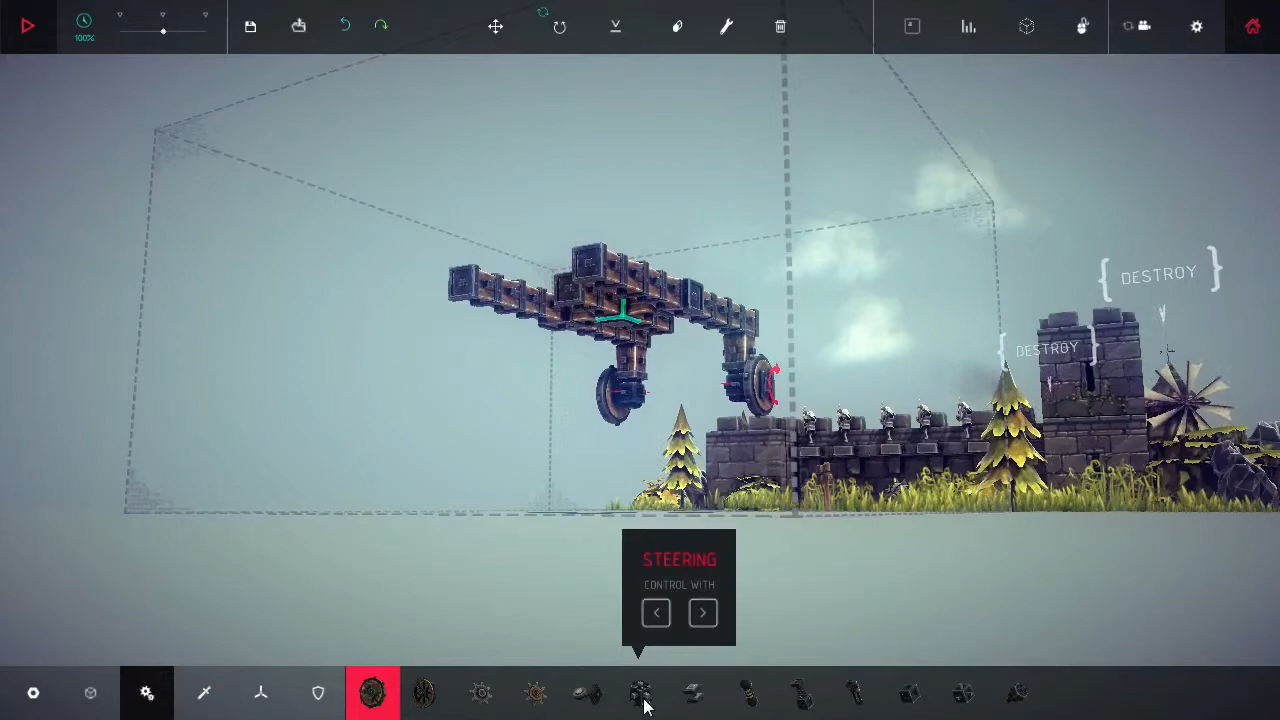 100%
DESTROY
DESTROY
STEERING
CONTROL WITH
< >